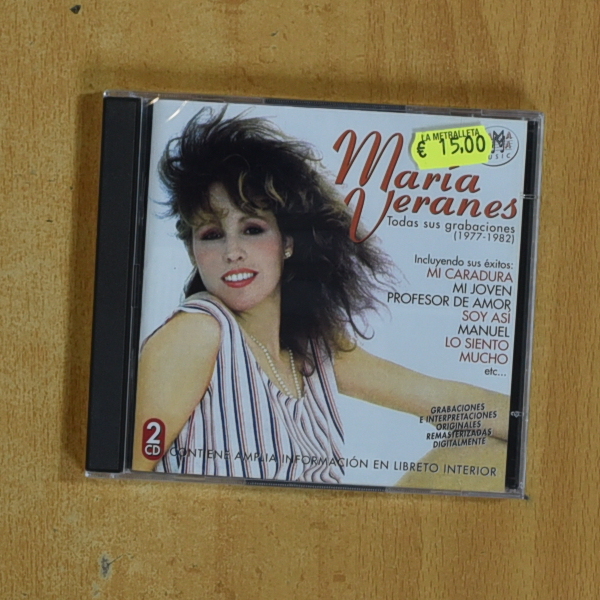 LA METRALLETA
€ 15,00
MUSIC
María
Veranes
Todas sus grabaciones
(1977-1982)
Incluyendo sus éxitos:
MI CARADURA
MI JOVEN
PROFESOR DE AMOR
SOY ASÍ
MANUEL
LO SIENTO
MUCHO
etc...
GRABACIONES
E INTERPRETACIONES
ORIGINALES
REMASTERIZADAS
DIGITALMENTE
2
CD
CONTIENE AMPLIA INFORMACIÓN EN LIBRETO INTERIOR